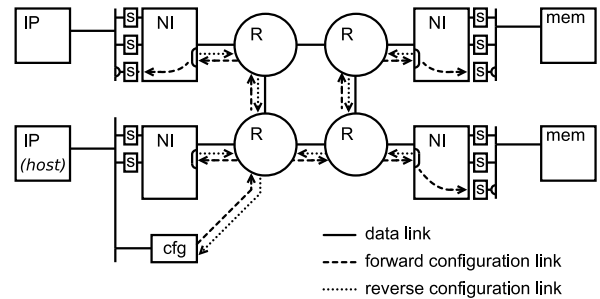 IP S NI R R NI S mem
S S
S S
IP (host) S NI R R NI S mem
S S
S
cfg
data link
forward configuration link
reverse configuration link